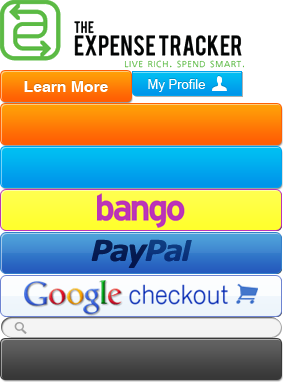 THE
EXPENSE TRACKER
LIVE RICH. SPEND SMART.
Learn More
My Profile
bango
PayPal
Google checkout